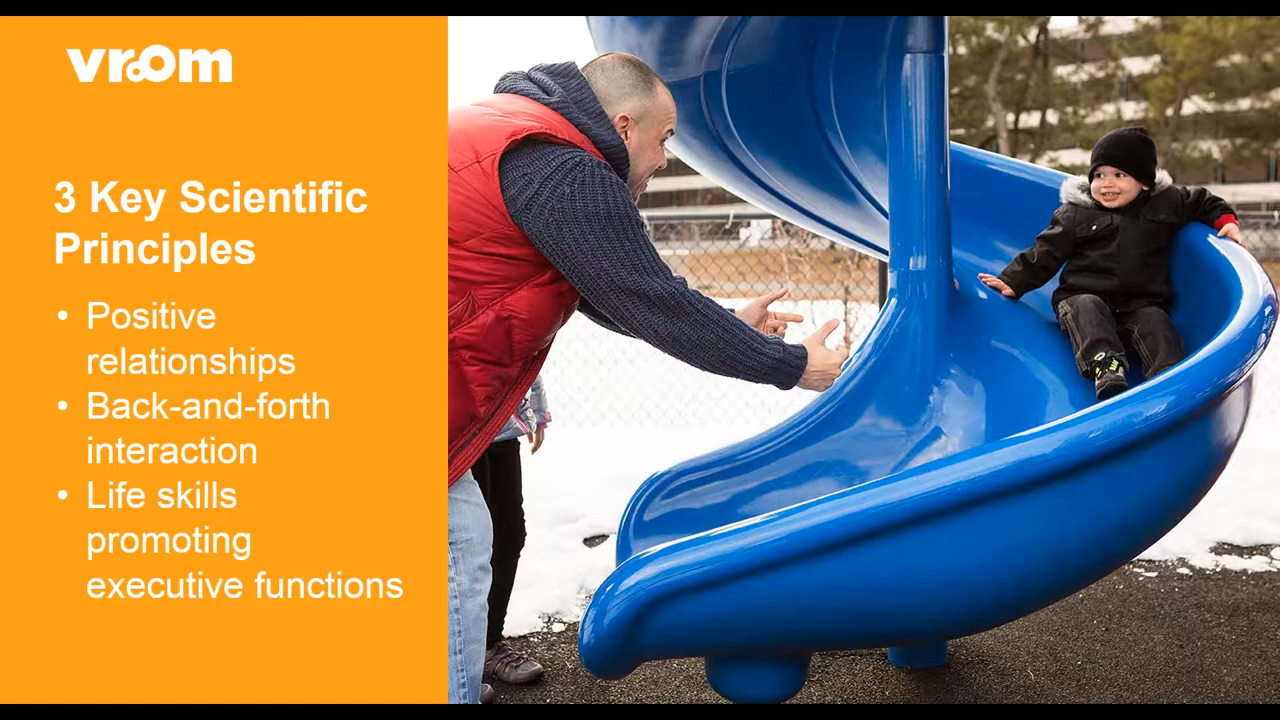 vroom
3 Key Scientific
Principles
• Positive
relationships
• Back-and-forth
interaction
• Life skills
promoting
executive functions